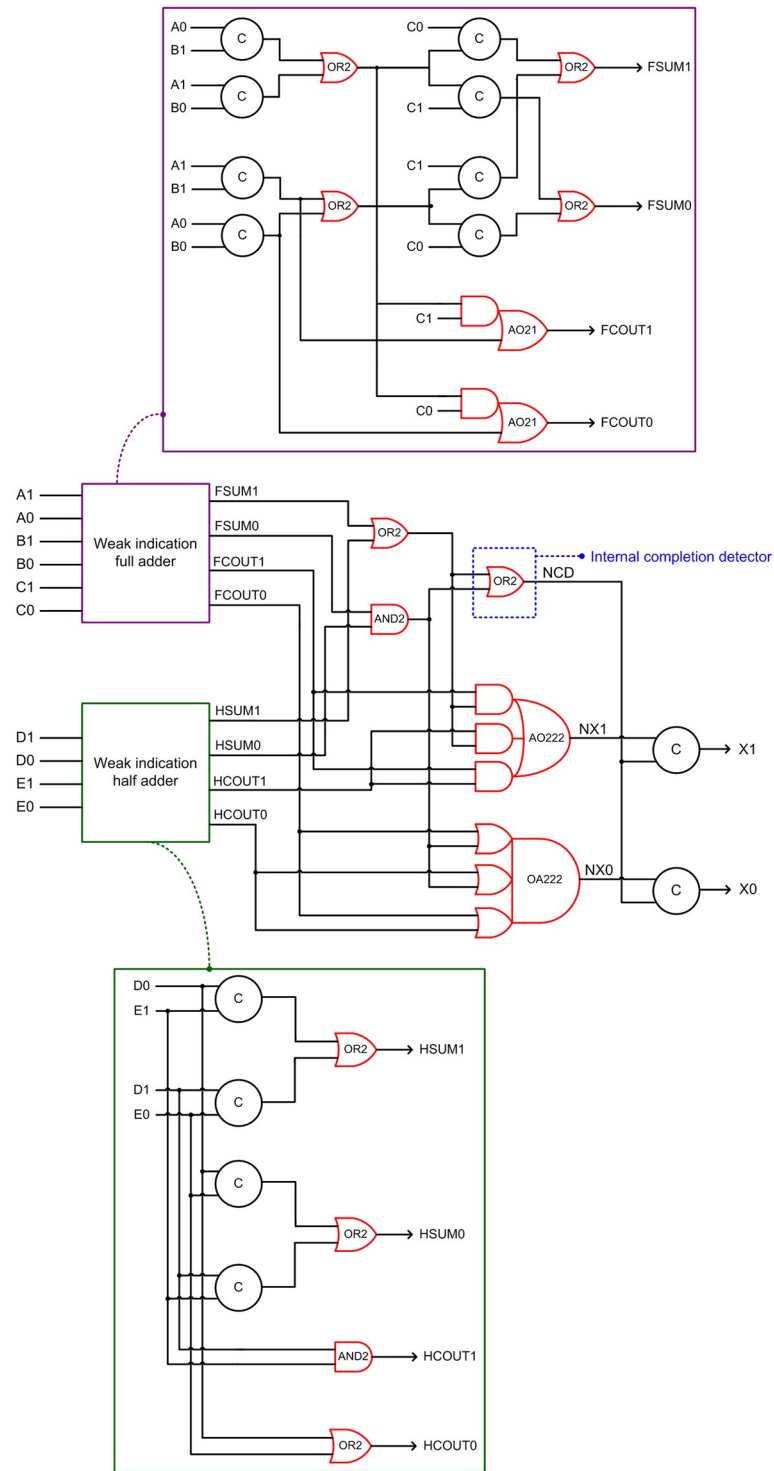 A0
B1
C
OR2
A1
B0
C
C0
C
OR2
FSUM1
C
C1
A1
B1
C
OR2
A0
B0
C
C1
C
OR2
FSUM0
C0
C
C1
AO21
FCOUT1
C0
AO21
FCOUT0
A1
A0
B1
B0
C1
C0
Weak indication
full adder
FSUM1
FSUM0
FCOUT1
FCOUT0
OR2
AND2
OR2
NCD
Internal completion detector
D1
D0
E1
E0
Weak indication
half adder
HSUM1
HSUM0
HCOUT1
HCOUT0
AO222
NX1
C
X1
OA222
NX0
C
X0
D0
E1
C
OR2
HSUM1
D1
E0
C
C
OR2
HSUM0
C
AND2
HCOUT1
OR2
HCOUT0